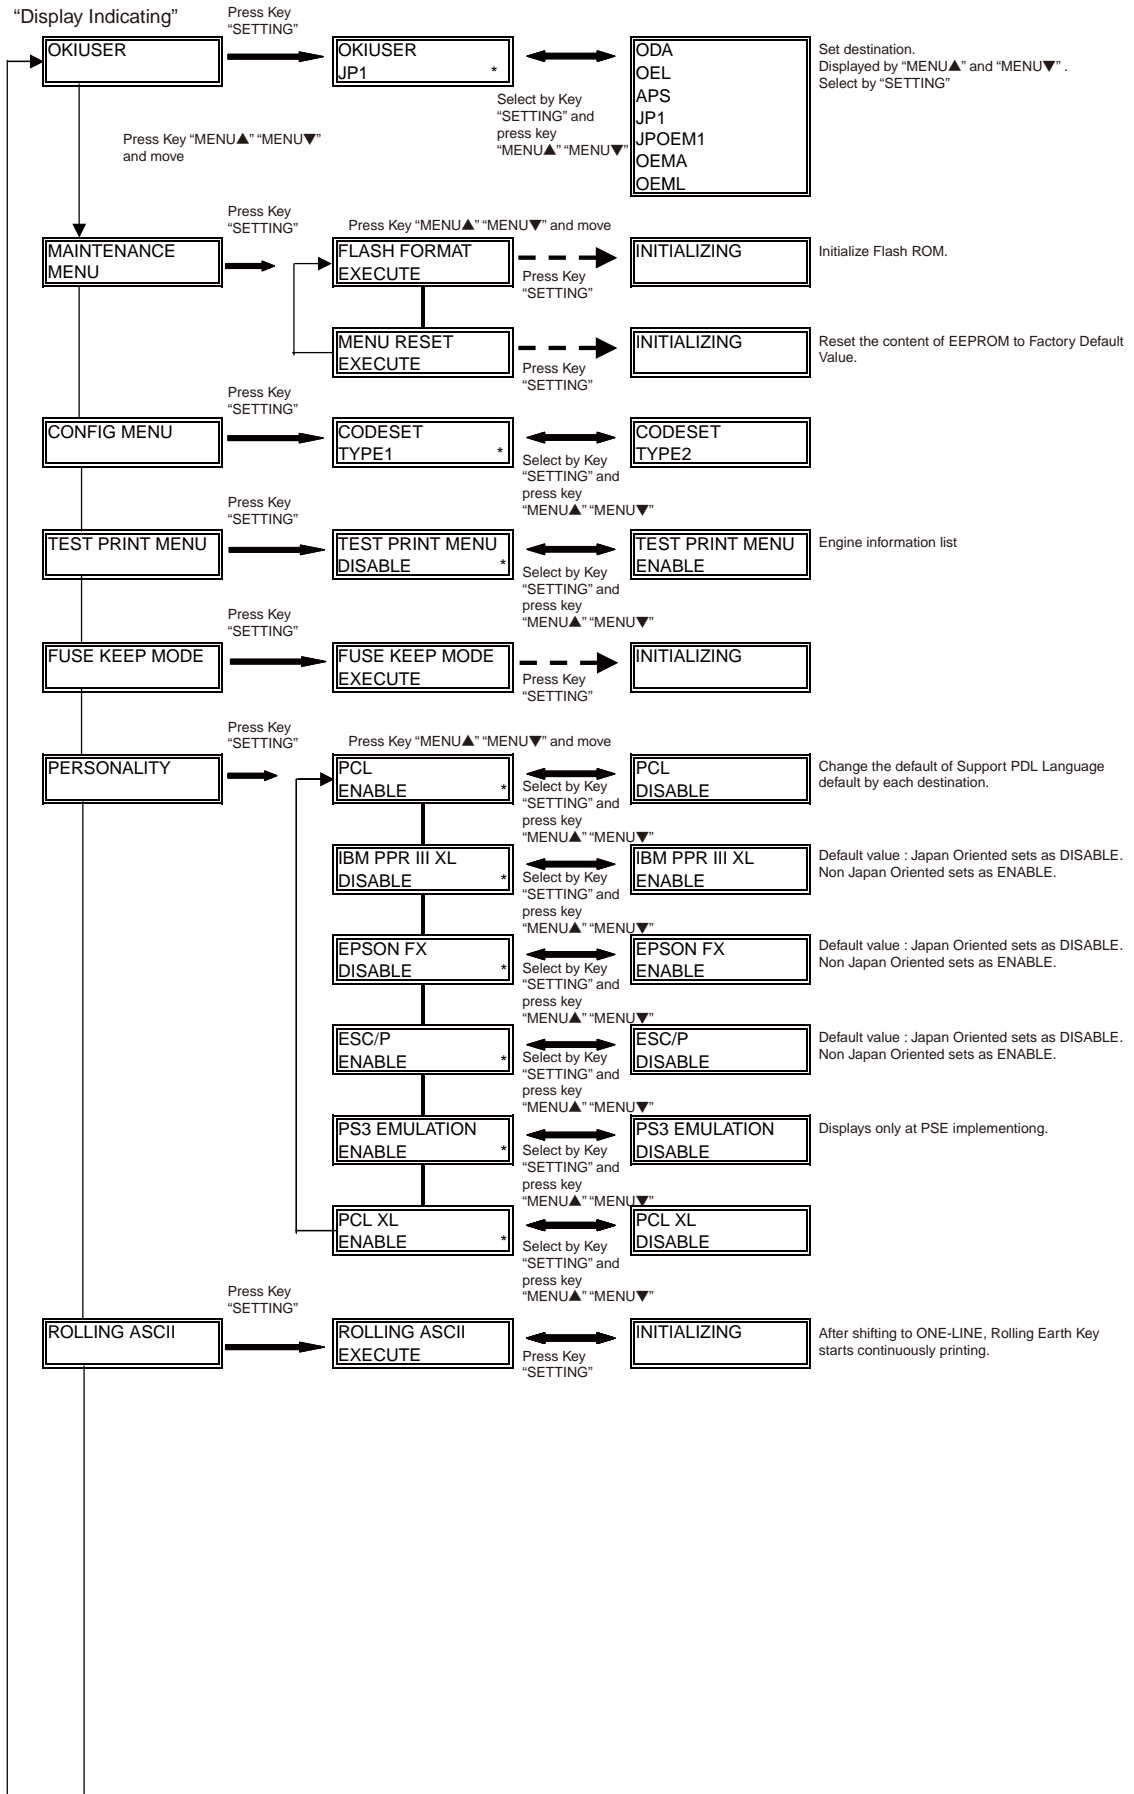 “Display Indicating”
Press Key
“SETTING”
OKIUSER
OKIUSER
JP1 *
Select by Key
“SETTING” and
press key
“MENU▲” “MENU▼”
ODA
OEL
APS
JP1
JPOEM1
OEMA
OEML
Set destination.
Displayed by “MENU▲” and “MENU▼” .
Select by “SETTING”
Press Key “MENU▲” “MENU▼”
and move
Press Key
“SETTING”
Press Key “MENU▲” “MENU▼” and move
MAINTENANCE
MENU
FLASH FORMAT
EXECUTE
Press Key
“SETTING”
INITIALIZING
Initialize Flash ROM.
MENU RESET
EXECUTE
Press Key
“SETTING”
INITIALIZING
Reset the content of EEPROM to Factory Default
Value.
Press Key
“SETTING”
CONFIG MENU
CODESET
TYPE1 *
Select by Key
“SETTING” and
press key
“MENU▲” “MENU▼”
CODESET
TYPE2
Press Key
“SETTING”
TEST PRINT MENU
TEST PRINT MENU
DISABLE *
Select by Key
“SETTING” and
press key
“MENU▲” “MENU▼”
TEST PRINT MENU
ENABLE
Engine information list
Press Key
“SETTING”
FUSE KEEP MODE
FUSE KEEP MODE
EXECUTE
Press Key
“SETTING”
INITIALIZING
Press Key
“SETTING”
Press Key “MENU▲” “MENU▼” and move
PERSONALITY
PCL
ENABLE *
Select by Key
“SETTING” and
press key
“MENU▲” “MENU▼”
PCL
DISABLE
Change the default of Support PDL Language
default by each destination.
IBM PPR III XL
DISABLE *
Select by Key
“SETTING” and
press key
“MENU▲” “MENU▼”
IBM PPR III XL
ENABLE
Default value : Japan Oriented sets as DISABLE.
Non Japan Oriented sets as ENABLE.
EPSON FX
DISABLE *
Select by Key
“SETTING” and
press key
“MENU▲” “MENU▼”
EPSON FX
ENABLE
Default value : Japan Oriented sets as DISABLE.
Non Japan Oriented sets as ENABLE.
ESC/P
ENABLE *
Select by Key
“SETTING” and
press key
“MENU▲” “MENU▼”
ESC/P
DISABLE
Default value : Japan Oriented sets as DISABLE.
Non Japan Oriented sets as ENABLE.
PS3 EMULATION
ENABLE *
Select by Key
“SETTING” and
press key
“MENU▲” “MENU▼”
PS3 EMULATION
DISABLE
Displays only at PSE implementiong.
PCL XL
ENABLE *
Select by Key
“SETTING” and
press key
“MENU▲” “MENU▼”
PCL XL
DISABLE
Press Key
“SETTING”
ROLLING ASCII
ROLLING ASCII
EXECUTE
Press Key
“SETTING”
INITIALIZING
After shifting to ONE-LINE, Rolling Earth Key
starts continuously printing.